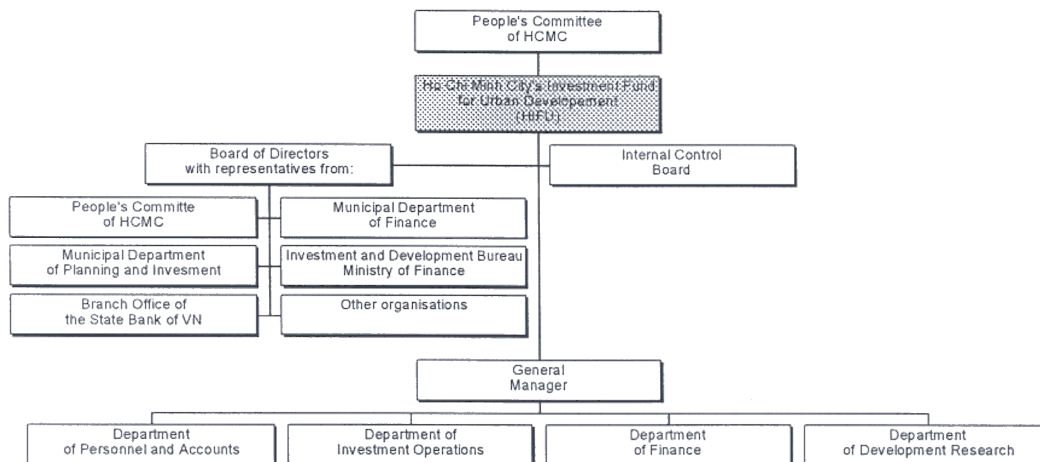 People's Committee
of HCMC
Ho Chi Minh City's Investment Fund
for Urban Developement
(HIFU)
Board of Directors
with representatives from:
Internal Control
Board
People's Committe
of HCMC
Municipal Department
of Finance
Municipal Department
of Planning and Invesment
Investment and Development Bureau
Ministry of Finance
Branch Office of
the State Bank of VN
Other organisations
General
Manager
Department
of Personnel and Accounts
Department of
Investment Operations
Department
of Finance
Department
of Development Research